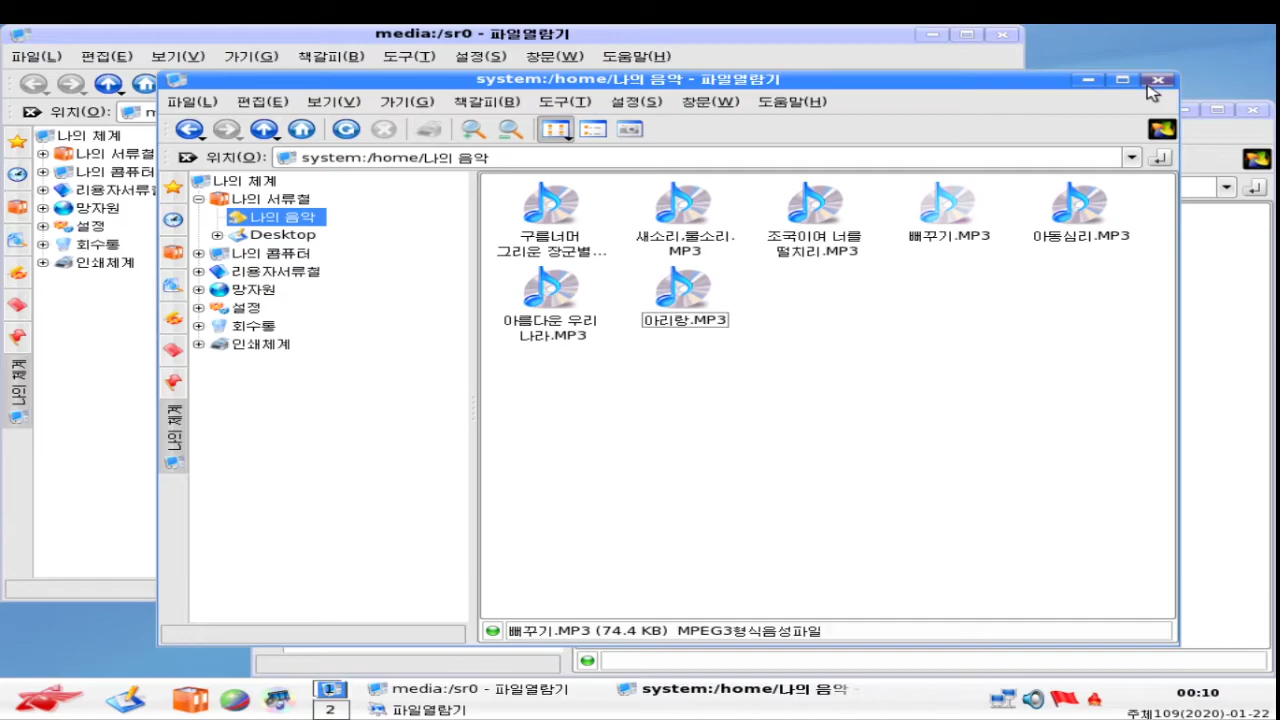 media:/sr0 - 파일열람기
파일(L) 편집(E) 보기(V) 가기(G) 책갈피(B) 도구(T) 설정(S) 창문(W) 도움말(H)
위치(O):
나의 체계
나의 서류철
나의 콤퓨터
리용자서류철
망자원
설정
회수통
인쇄체계
나의 체계
system:/home/나의 음악 - 파일열람기
파일(L) 편집(E) 보기(V) 가기(G) 책갈피(B) 도구(T) 설정(S) 창문(W) 도움말(H)
위치(O): system:/home/나의 음악
나의 체계
나의 서류철
나의 음악
Desktop
나의 콤퓨터
리용자서류철
망자원
설정
회수통
인쇄체계
나의 체계
구름너머
그리운 장군별...
새소리,물소리.
MP3
조국이여 너를
떨치리.MP3
뻐꾸기.MP3
아동심리.MP3
아름다운 우리
나라.MP3
아리랑.MP3
뻐꾸기.MP3 (74.4 KB) MPEG3형식음성파일
1
2
media:/sr0 - 파일열람기
system:/home/나의 음악 -
파일열람기
00:10
주체109(2020)-01-22